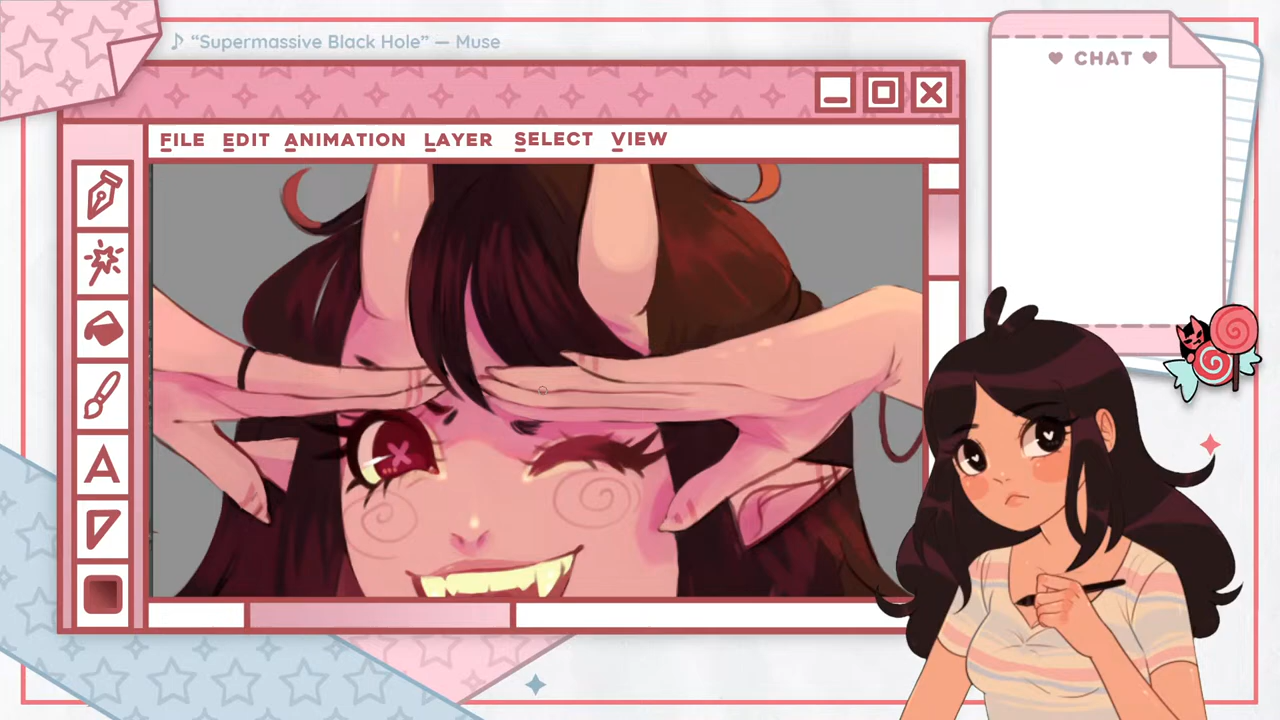 ♪ “Supermassive Black Hole” — Muse
♥ CHAT ♥
FILE EDIT ANIMATION LAYER SELECT VIEW
A